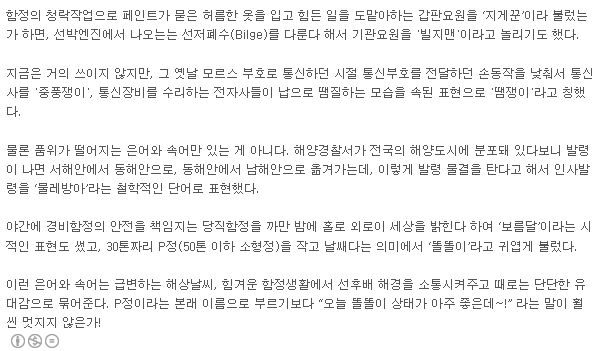 함정의 청락작업으로 페인트가 묻은 허름한 옷을 입고 힘든 일을 도맡아하는 갑판요원을 ‘지게꾼’이라 불렀는
가 하면, 선박엔진에서 나오는는 선저폐수(Bilge)를 다룬다 해서 기관요원을 '빌지맨'이라고 놀리기도 했다.
지금은 거의 쓰이지 않지만, 그 옛날 모르스 부호로 통신하던 시절 통신부호를 전달하던 손동작을 낮춰서 통신
사를 '중풍쟁이', 통신장비를 수리하는 전자사들이 납으로 땜질하는 모습을 속된 표현으로 '땜쟁이'라고 칭했
다.
물론 품위가 떨어지는 은어와 속어만 있는 게 아니다. 해양경찰서가 전국의 해양도시에 분포돼 있다보니 발령
이 나면 서해안에서 동해안으로, 동해안에서 남해안으로 옮겨가는데, 이렇게 발령 물결을 탄다고 해서 인사발
령을 ‘물레방아’라는 철학적인 단어로 표현했다.
야간에 경비함정의 안전을 책임지는 당직함정을 까만 밤에 홀로 외로이 세상을 밝힌다 하여 ‘보름달’이라는 시
적인 표현도 썼고, 30톤짜리 P정(50톤 이하 소형정)을 작고 날쌔다는 의미에서 ‘똘똘이’라고 귀엽게 불렀다.
이런 은어와 속어는 급변하는 해상날씨, 힘겨운 함정생활에서 선후배 해경을 소통시켜주고 때로는 단단한 유
대감으로 묶어준다. P정이라는 본래 이름으로 부르기보다 “오늘 똘똘이 상태가 아주 좋은데~!” 라는 말이 훨
씬 멋지지 않은가!